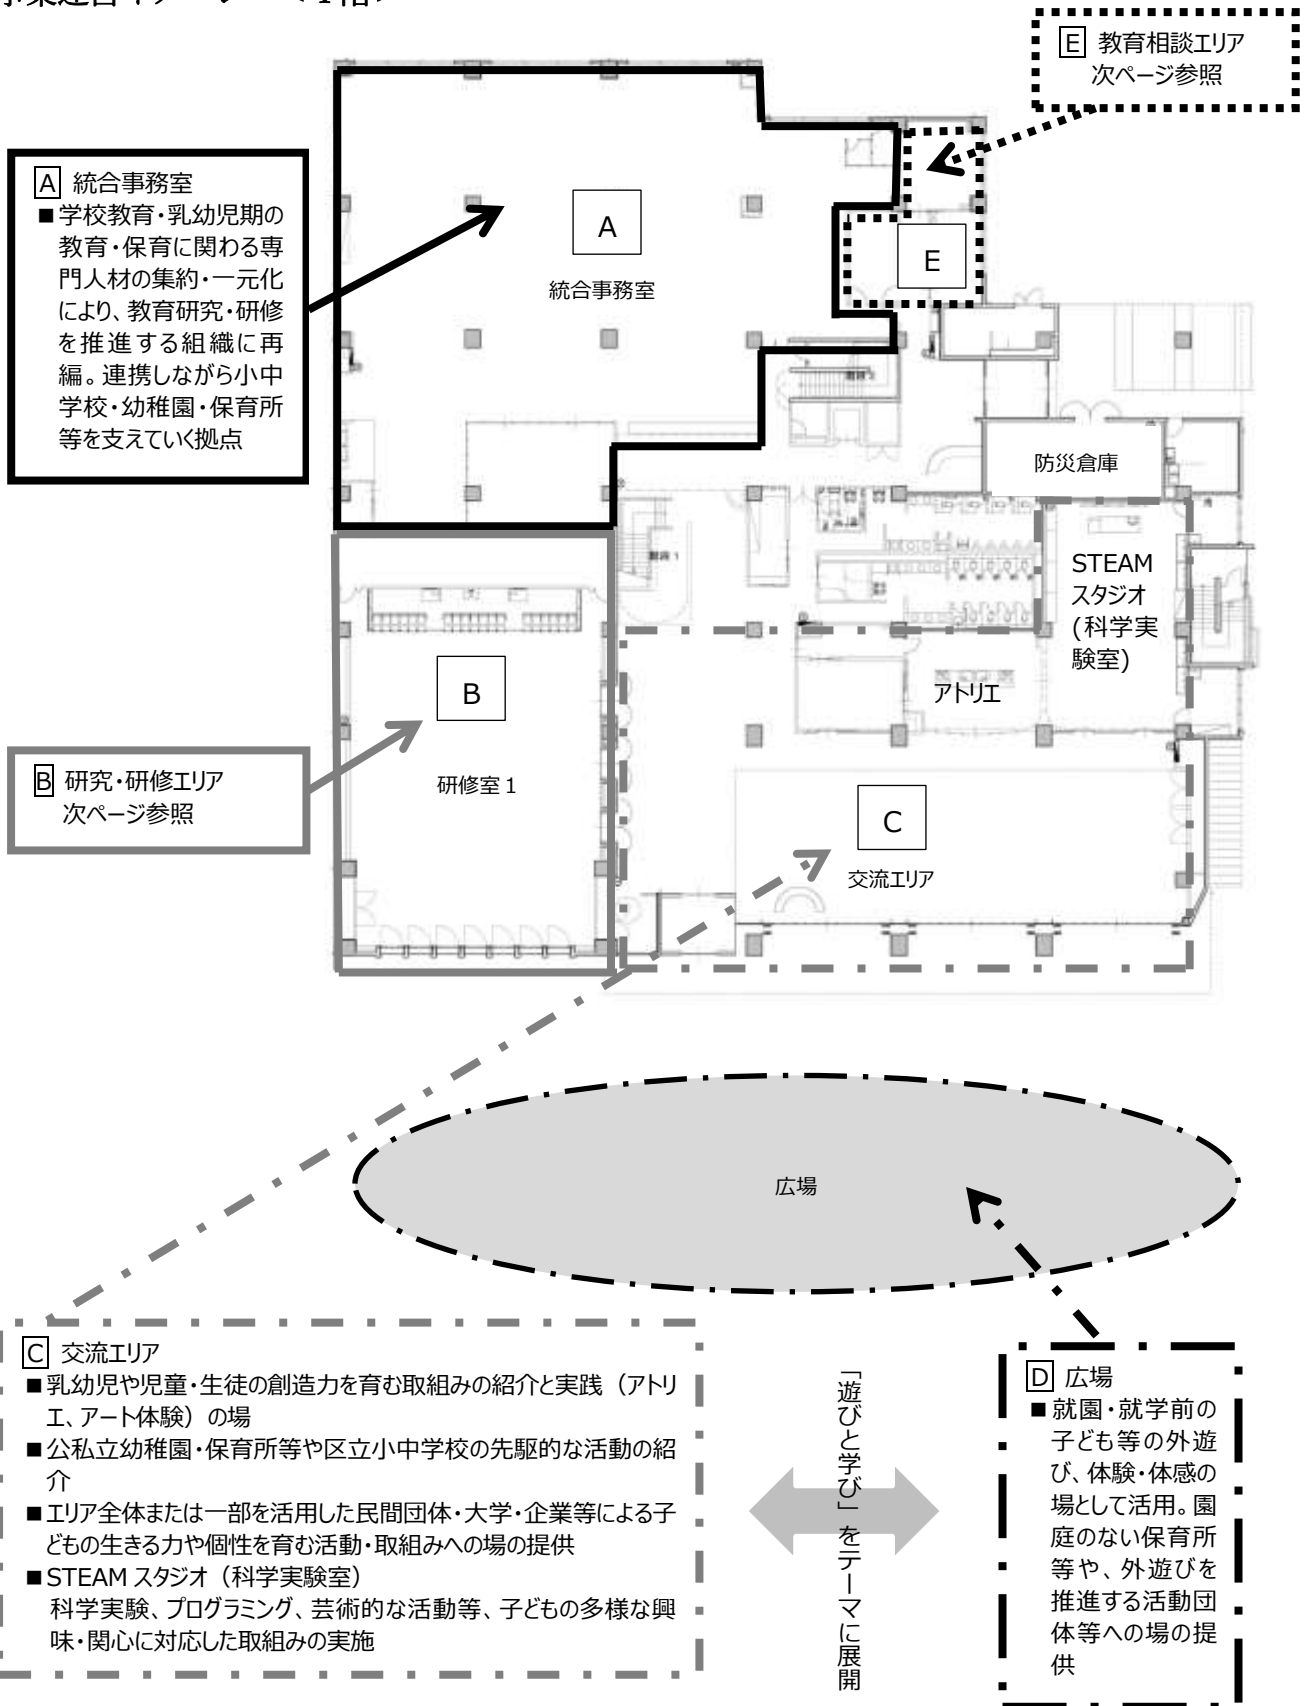 事業運営イメージ <1階>
E 教育相談エリア
次ページ参照
A 統合事務室
■学校教育・乳幼児期の
教育・保育に関わる専
門人材の集約・一元化
により、教育研究・研修
を推進する組織に再
編。連携しながら小中
学校・幼稚園・保育所
等を支えていく拠点
A
統合事務室
E
防災倉庫
STEAM
スタジオ
(科学実
験室)
アトリエ
B
研修室1
B 研究・研修エリア
次ページ参照
C
交流エリア
広場
C 交流エリア
■乳幼児や児童・生徒の創造力を育む取組みの紹介と実践（アトリ
エ、アート体験）の場
■公私立幼稚園・保育所等や区立小中学校の先駆的な活動の紹
介
■エリア全体または一部を活用した民間団体・大学・企業等による子
どもの生きる力や個性を育む活動・取組みへの場の提供
■STEAM スタジオ（科学実験室）
科学実験、プログラミング、芸術的な活動等、子どもの多様な興
味・関心に対応した取組みの実施
「遊びと学び」をテーマに展開
D 広場
■就園・就学前の
子ども等の外遊
び、体験・体感の
場として活用。園
庭のない保育所
等や、外遊びを
推進する活動団
体等への場の提
供